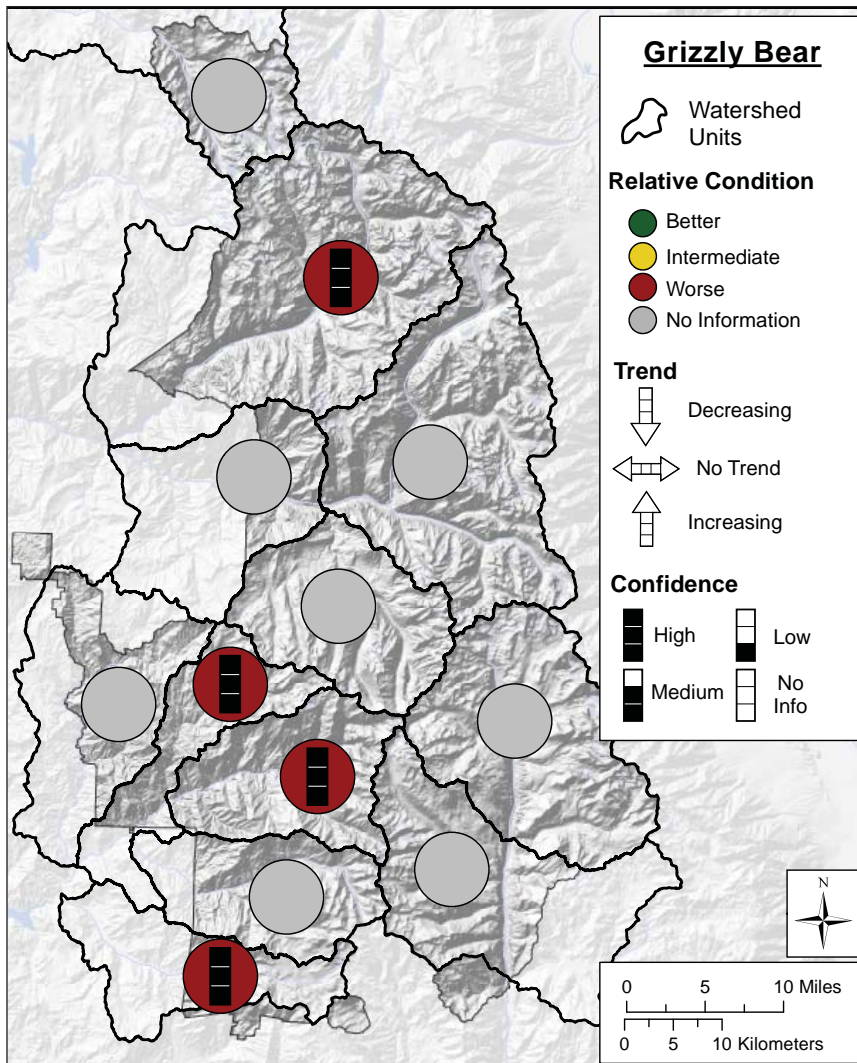 Grizzly Bear
Watershed
Units
Relative Condition
Better
Intermediate
Worse
No Information
Trend
Decreasing
No Trend
Increasing
Confidence
High
Low
Medium
No
Info
N
0 5 10 Miles
0 5 10 Kilometers